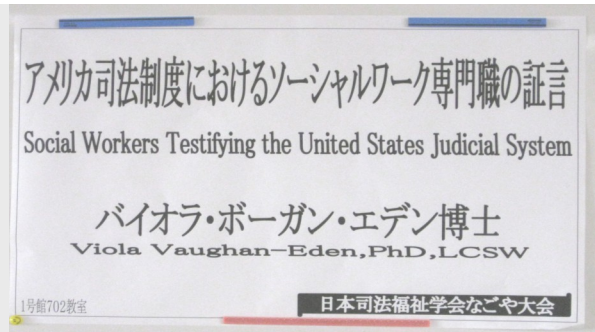 アメリカ司法制度におけるソーシャルワーク専門職の証言
Social Workers Testifying the United States Judicial System
バイオラ・ボーガン・エデン博士
Viola Vaughan-Eden,PhD,LCSW
1号館702教室
日本司法福祉学会なごや大会